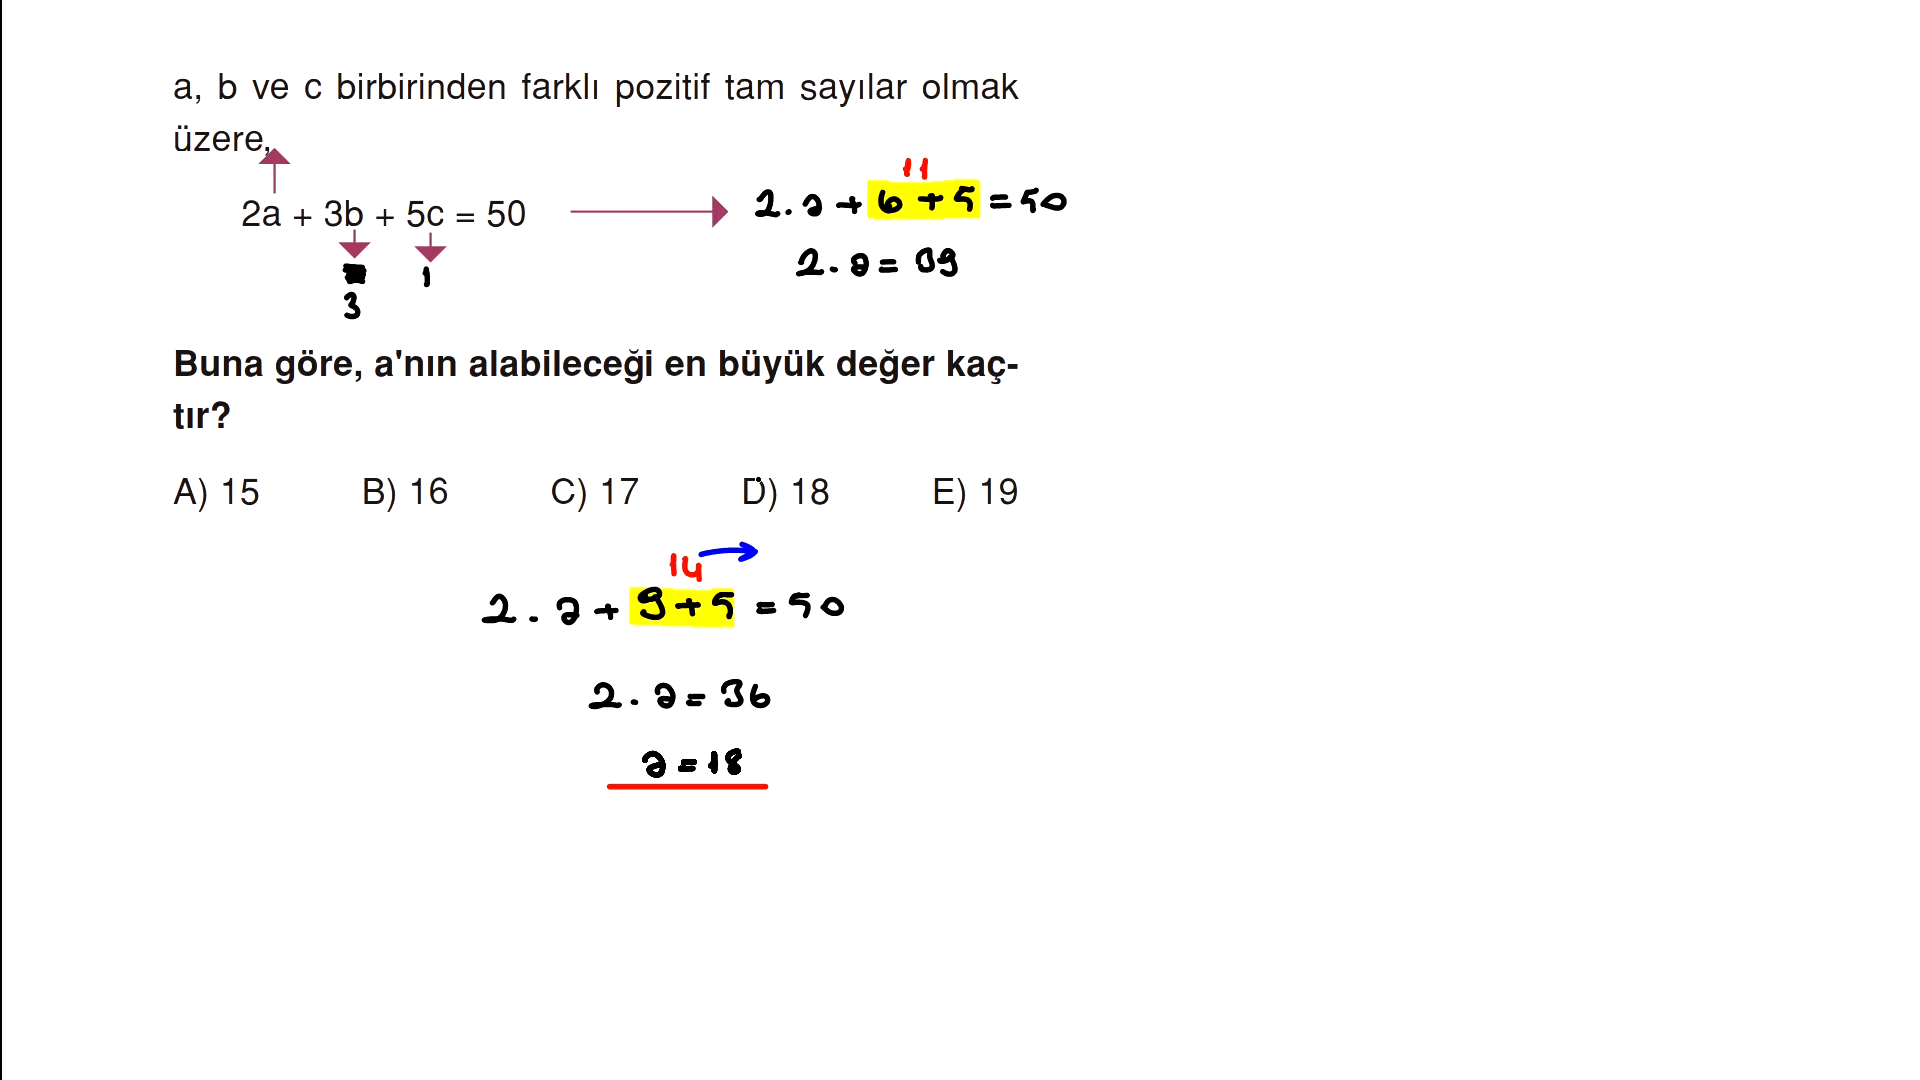 a, b ve c birbirinden farklı pozitif tam sayılar olmak
üzere,
11
2a + 3b + 5c = 50 2.a + 6 + 5 = 50
2.a = 39
1
3
Buna göre, a'nın alabileceği en büyük değer kaç-
tır?
A) 15 B) 16 C) 17 D) 18 E) 19
14
2.a + 9 + 5 = 50
2.a = 36
a = 18